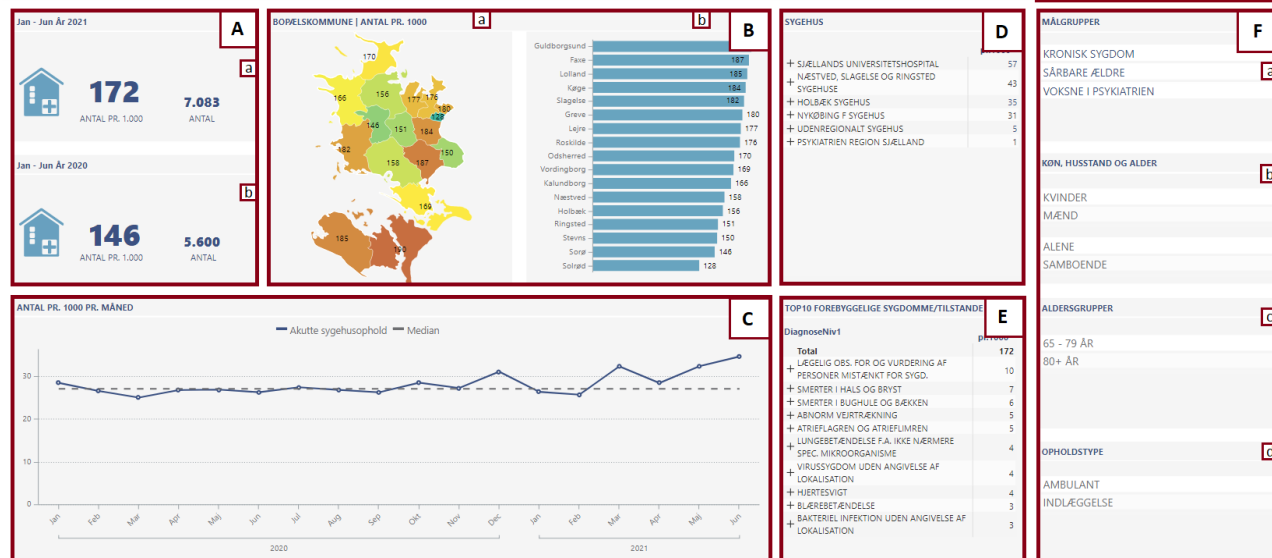 Jan - Jun År 2021
A
a
172
ANTAL PR. 1.000
7.083
ANTAL
Jan - Jun År 2020
b
146
ANTAL PR. 1.000
5.600
ANTAL
BOPÆLSKOMMUNE | ANTAL PR. 1000
a
b
B
170
166
156
177
176
180
128
146
151
184
182
158
187
150
169
185
190
Guldborgsund
Faxe
187
Lolland
185
Køge
184
Slagelse
182
Greve
180
Lejre
177
Roskilde
176
Odsherred
170
Vordingborg
169
Kalundborg
166
Næstved
158
Holbæk
156
Ringsted
151
Stevns
150
Sorø
146
Solrød
128
SYGEHUS
D
SJÆLLANDS UNIVERSITETSHOSPITAL 57
NÆSTVED, SLAGELSE OG RINGSTED
SYGEHUSE 43
HOLBÆK SYGEHUS 35
NYKØBING F SYGEHUS 31
UDENREGIONALT SYGEHUS 5
PSYKIATRIEN REGION SJÆLLAND 1
MÅLGRUPPER
F
KRONISK SYGDOM
a
SÅRBARE ÆLDRE
VOKSNE I PSYKIATRIEN
KØN, HUSSTAND OG ALDER
b
KVINDER
MÆND
ALENE
SAMBOENDE
ALDERSGRUPPER
65 - 79 ÅR
80+ ÅR
OPHOLDSTYPE
AMBULANT
INDLÆGGELSE
ANTAL PR. 1000 PR. MÅNED
C
Akutte sygehusophold
Median
30
20
10
0
Jan
Feb
Mar
Apr
Maj
Jun
Jul
Aug
Sep
Okt
Nov
Dec
Jan
Feb
Mar
Apr
Maj
Jun
2020
2021
TOP10 FOREBYGGELIGE SYGDOMME/TILSTANDE
E
DiagnoseNiv1
Total 172
LÆGELIG OBS. FOR OG VURDERING AF
PERSONER MISTÆNKT FOR SYGD. 10
SMERTER I HALS OG BRYST 7
SMERTER I BUGHULE OG BÆKKEN 6
ABNORM VEJRTRÆKNING 5
ATRIEFLAGREN OG ATRIEFLIMREN 5
LUNGEBETÆNDELSE F.A. IKKE NÆRMERE
SPEC. MIKROORGANISME 4
VIRUSSYGDOM UDEN ANGIVELSE AF
LOKALISATION 4
HJERTESVIGT 4
BLÆREBETÆNDELSE 3
BAKTERIEL INFEKTION UDEN ANGIVELSE AF
LOKALISATION 3